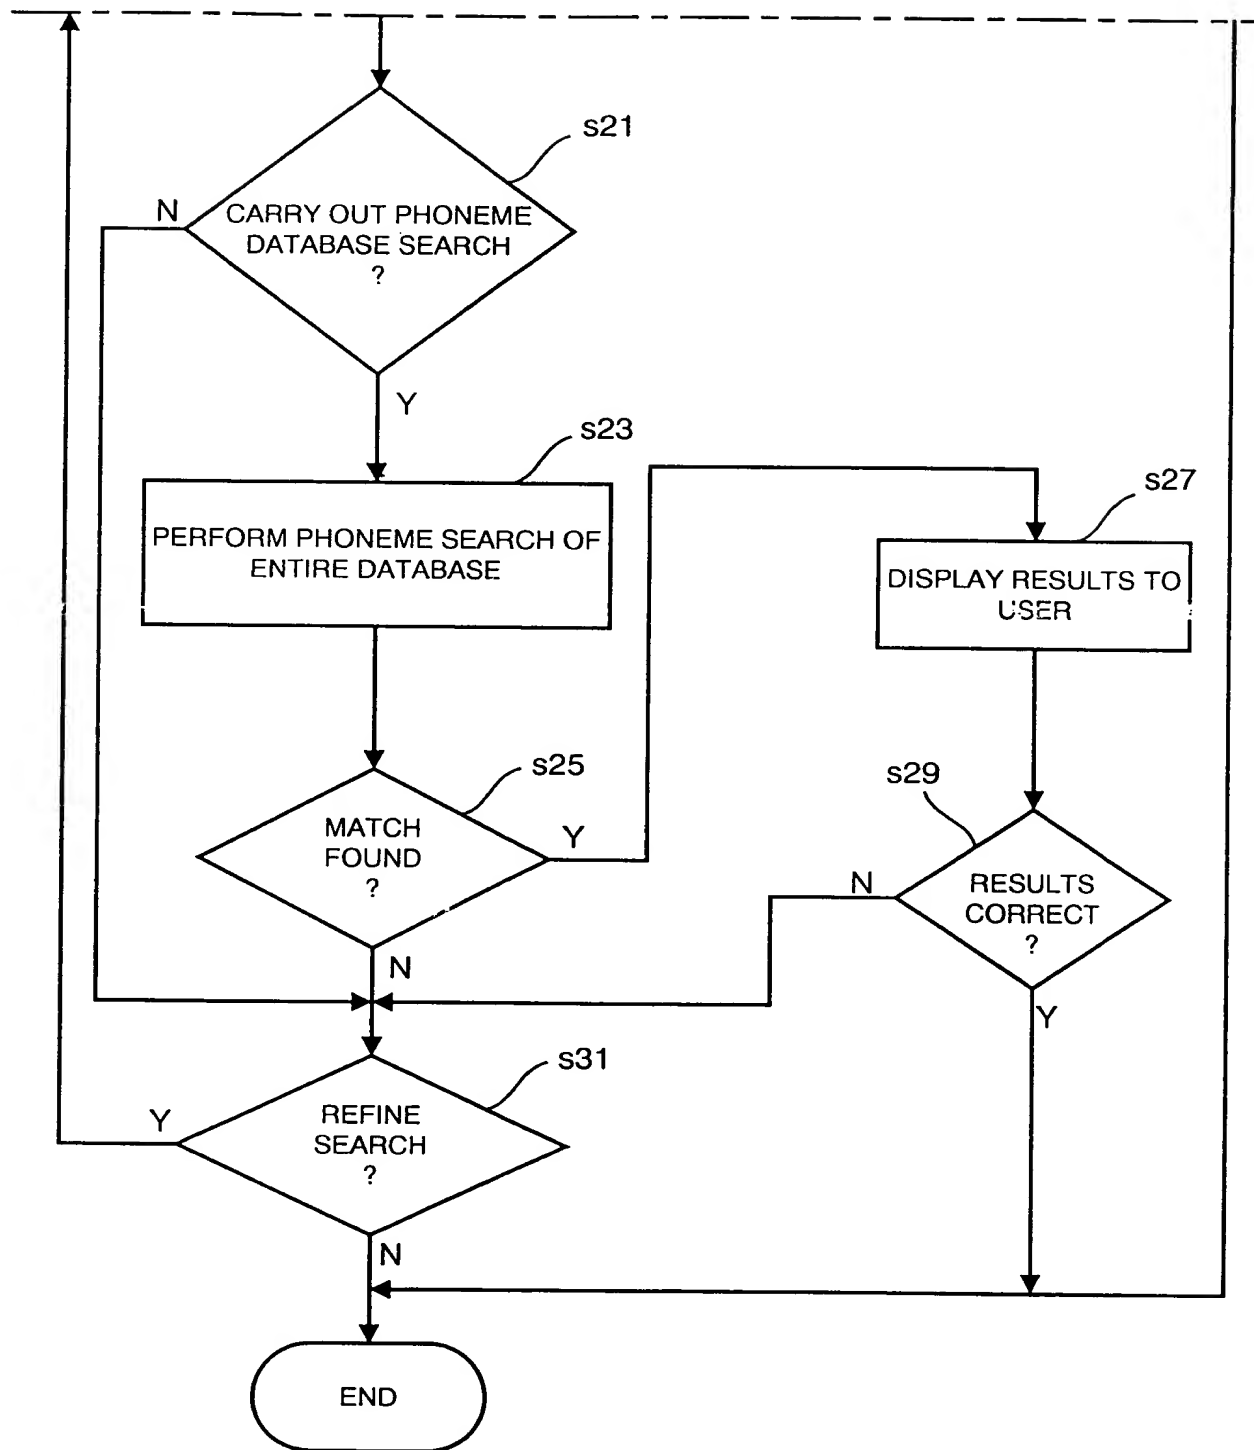 s21
N
CARRY OUT PHONEME
DATABASE SEARCH
?
Y
s23
PERFORM PHONEME SEARCH OF
ENTIRE DATABASE
s27
DISPLAY RESULTS TO
USER
s25
MATCH
FOUND
?
Y
N
s29
N
RESULTS
CORRECT
?
Y
s31
Y
REFINE
SEARCH
?
N
END